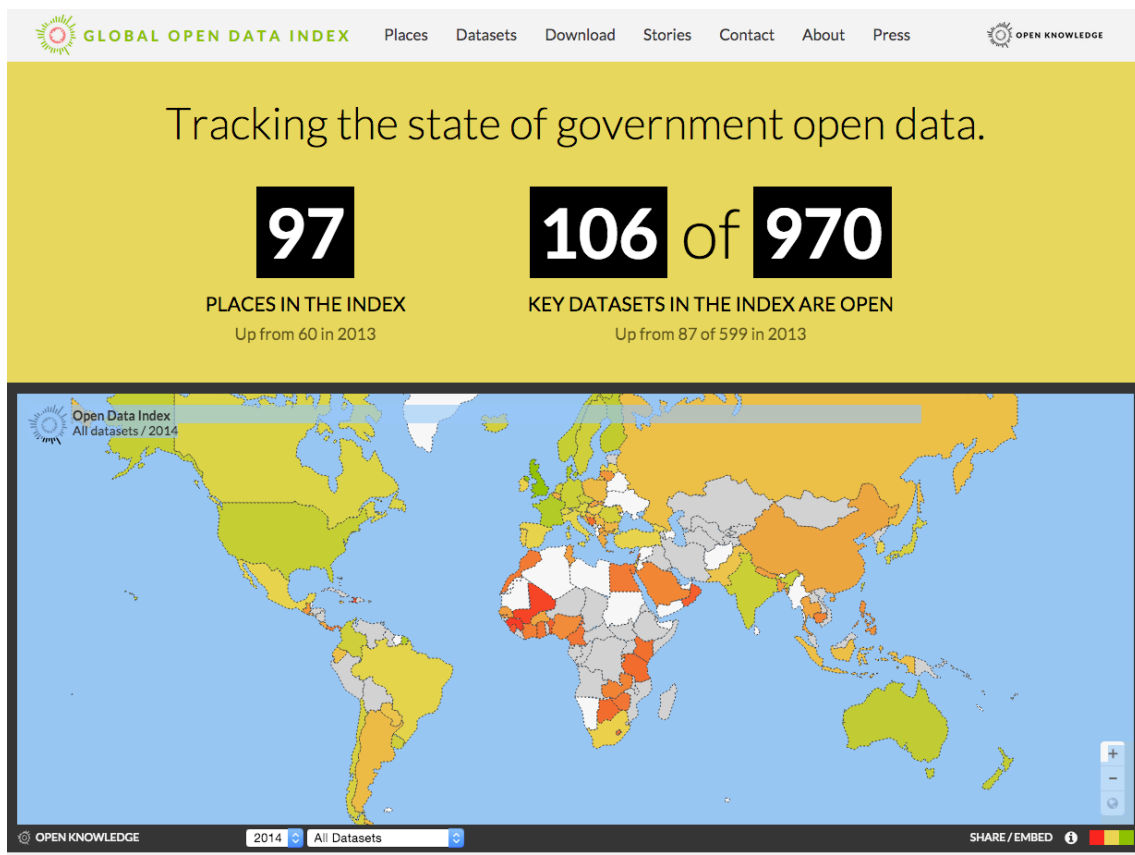 GLOBAL OPEN DATA INDEX Places Datasets Download Stories Contact About Press OPEN KNOWLEDGE
Tracking the state of government open data.
97 106 of 970
PLACES IN THE INDEX KEY DATASETS IN THE INDEX ARE OPEN
Up from 60 in 2013 Up from 87 of 599 in 2013
Open Data Index
All datasets / 2014
+
−
OPEN KNOWLEDGE 2014 All Datasets SHARE / EMBED i